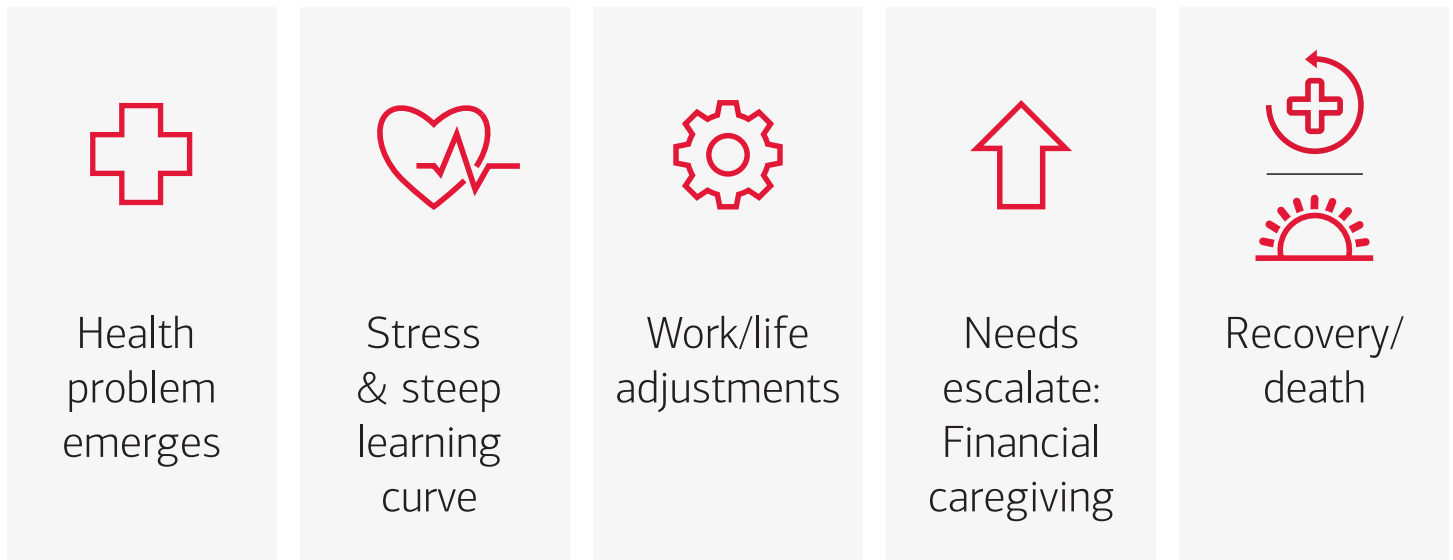 Health
problem
emerges
Stress
& steep
learning
curve
Work/life
adjustments
Needs
escalate:
Financial
caregiving
Recovery/
death